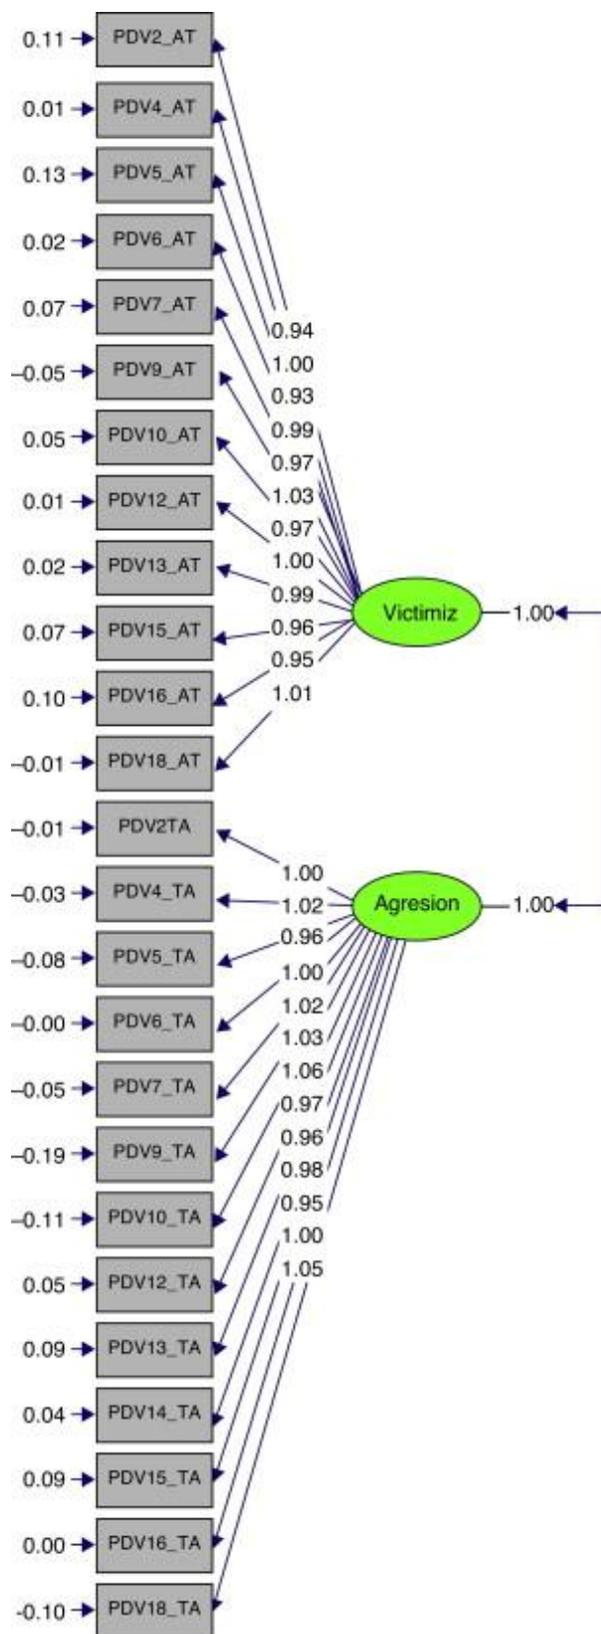 0.11 PDV2_AT
0.01 PDV4_AT
0.13 PDV5_AT
0.02 PDV6_AT
0.07 PDV7_AT
0.94
–0.05 PDV9_AT
1.00
0.93
0.05 PDV10_AT
0.99
0.97
0.01 PDV12_AT
1.03
0.97
0.02 PDV13_AT
1.00
0.99
Victimiz 1.00
0.07 PDV15_AT
0.96
0.95
0.10 PDV16_AT
1.01
–0.01 PDV18_AT
–0.01 PDV2TA
1.00
–0.03 PDV4_TA
1.02
Agresion 1.00
0.96
–0.08 PDV5_TA
1.00
1.02
–0.00 PDV6_TA
1.03
1.06
–0.05 PDV7_TA
0.97
0.96
–0.19 PDV9_TA
0.98
0.95
–0.11 PDV10_TA
1.00
1.05
0.05 PDV12_TA
0.09 PDV13_TA
0.04 PDV14_TA
0.09 PDV15_TA
0.00 PDV16_TA
-0.10 PDV18_TA